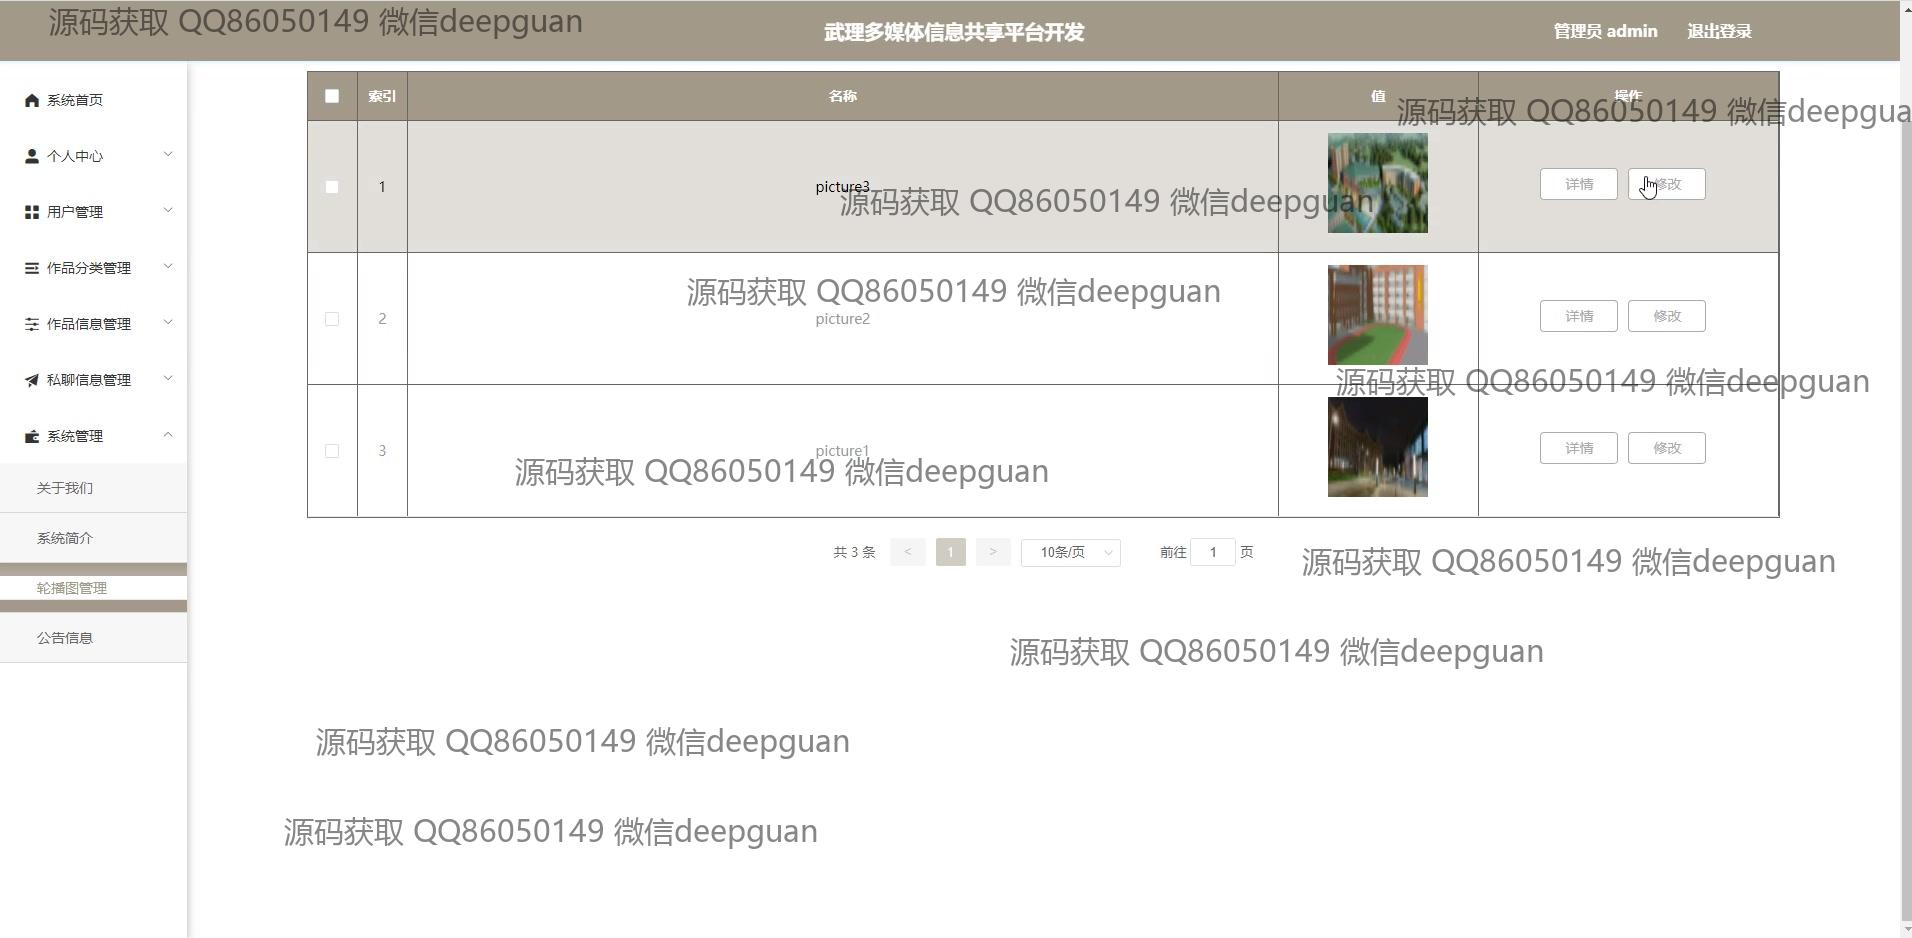 源码获取 QQ86050149 微信deepguan
武理多媒体信息共享平台开发
管理员 admin
退出登录
系统首页
个人中心
用户管理
作品分类管理
作品信息管理
私聊信息管理
系统管理
关于我们
系统简介
轮播图管理
公告信息
索引 名称 值 操作
源码获取 QQ86050149 微信deepgua
1 picture3 详情 修改
源码获取 QQ86050149 微信deepguan
源码获取 QQ86050149 微信deepguan
2 picture2 详情 修改
源码获取 QQ86050149 微信deepguan
3 picture1 详情 修改
源码获取 QQ86050149 微信deepguan
共 3 条 < 1 > 10条/页 前往 1 页
源码获取 QQ86050149 微信deepguan
源码获取 QQ86050149 微信deepguan
源码获取 QQ86050149 微信deepguan
源码获取 QQ86050149 微信deepguan